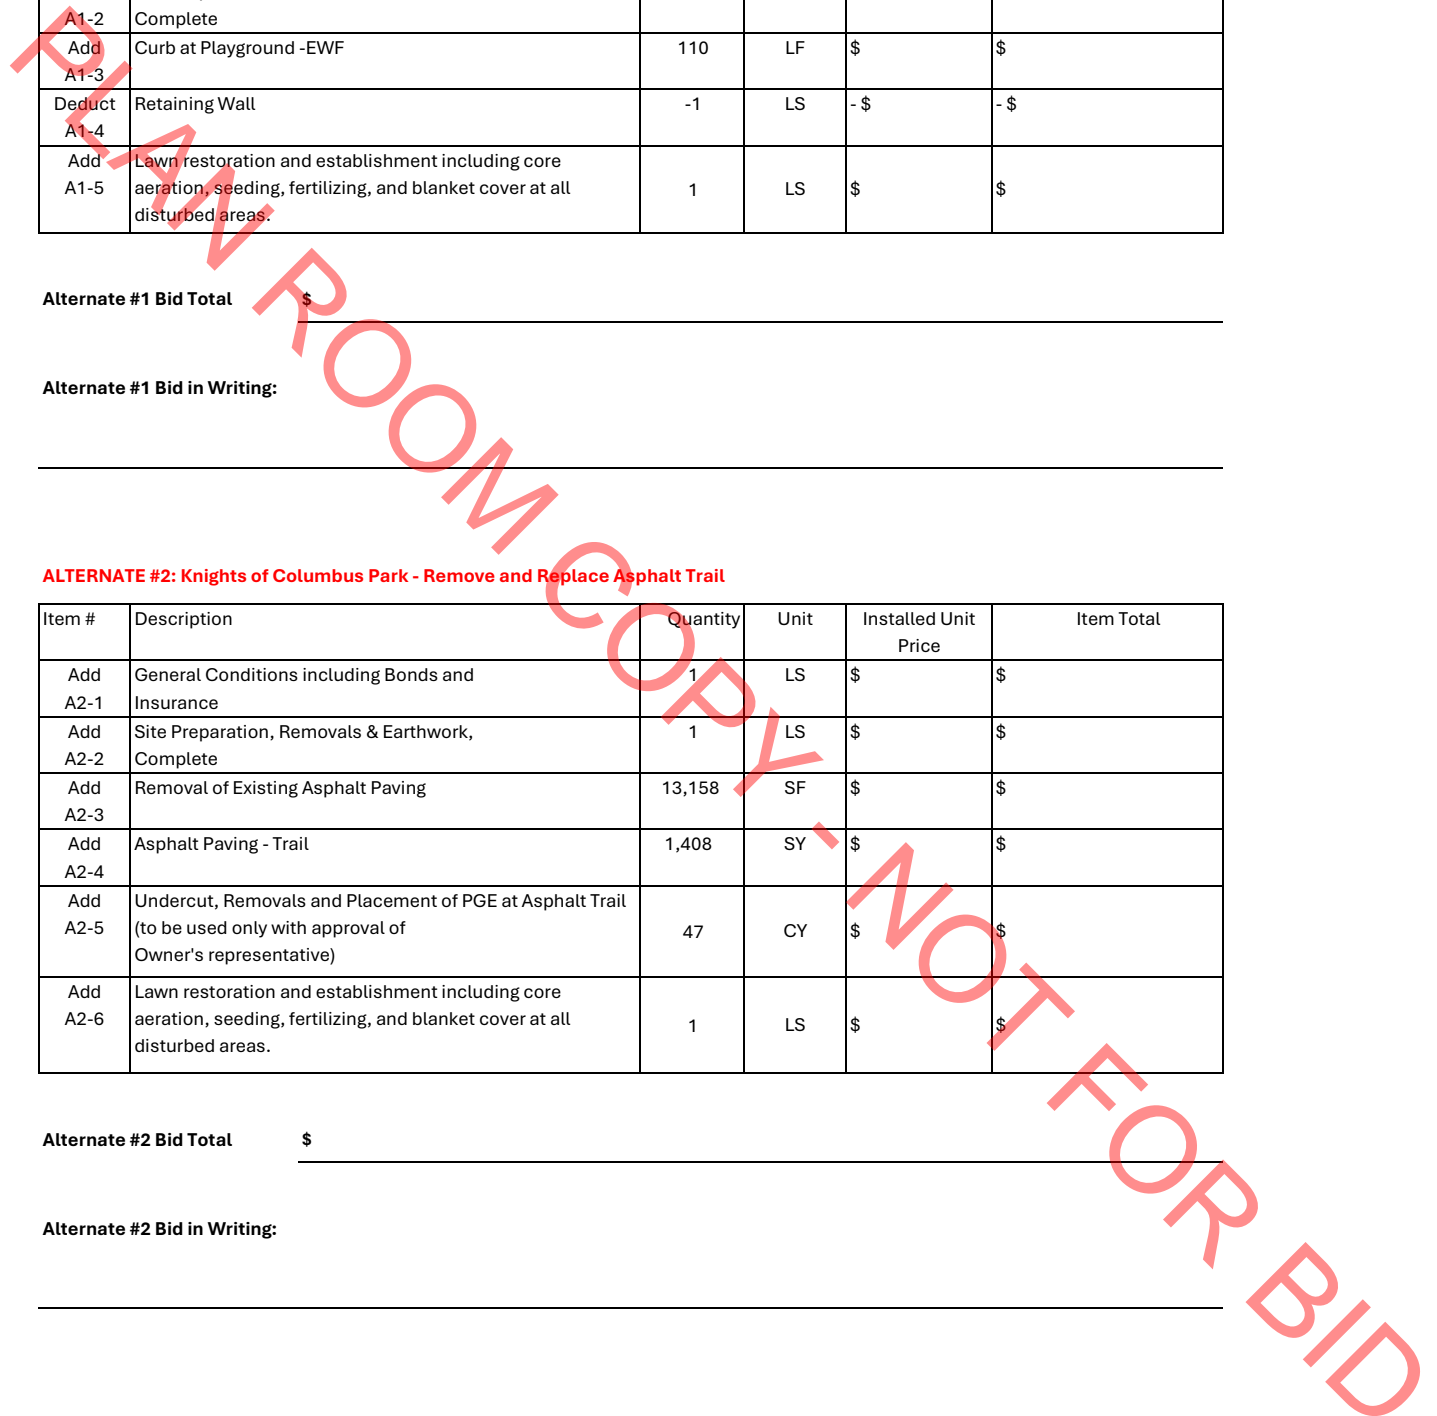 A1-2 Complete
Add Curb at Playground -EWF 110 LF $ $
A1-3
Deduct Retaining Wall -1 LS - $ - $
A1-4
Add Lawn restoration and establishment including core
A1-5 aeration, seeding, fertilizing, and blanket cover at all 1 LS $ $
disturbed areas.
Alternate #1 Bid Total $
Alternate #1 Bid in Writing:
ALTERNATE #2: Knights of Columbus Park - Remove and Replace Asphalt Trail
Item # Description Quantity Unit Installed Unit Item Total
Price
Add General Conditions including Bonds and 1 LS $ $
A2-1 Insurance
Add Site Preparation, Removals & Earthwork, 1 LS $ $
A2-2 Complete
Add Removal of Existing Asphalt Paving 13,158 SF $ $
A2-3
Add Asphalt Paving - Trail 1,408 SY $ $
A2-4
Add Undercut, Removals and Placement of PGE at Asphalt Trail
A2-5 (to be used only with approval of 47 CY $ $
Owner's representative)
Add Lawn restoration and establishment including core
A2-6 aeration, seeding, fertilizing, and blanket cover at all 1 LS $ $
disturbed areas.
Alternate #2 Bid Total $
Alternate #2 Bid in Writing:
PLAN ROOM COPY - NOT FOR BID